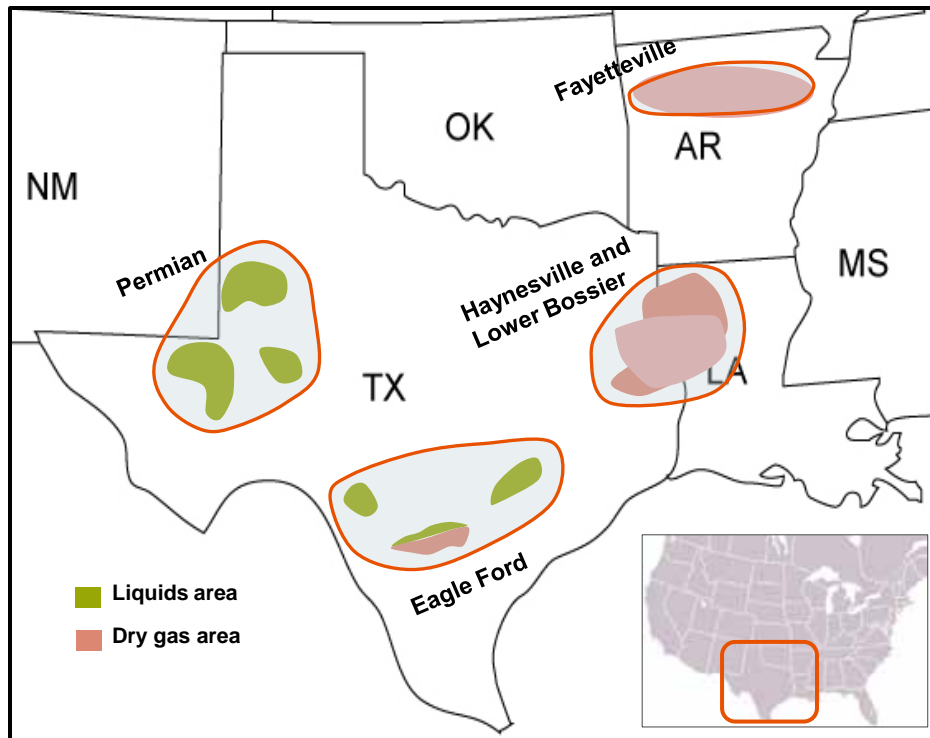 Fayetteville
OK
AR
NM
Permian
Haynesville and
Lower Bossier
MS
TX
LA
Eagle Ford
Liquids area
Dry gas area